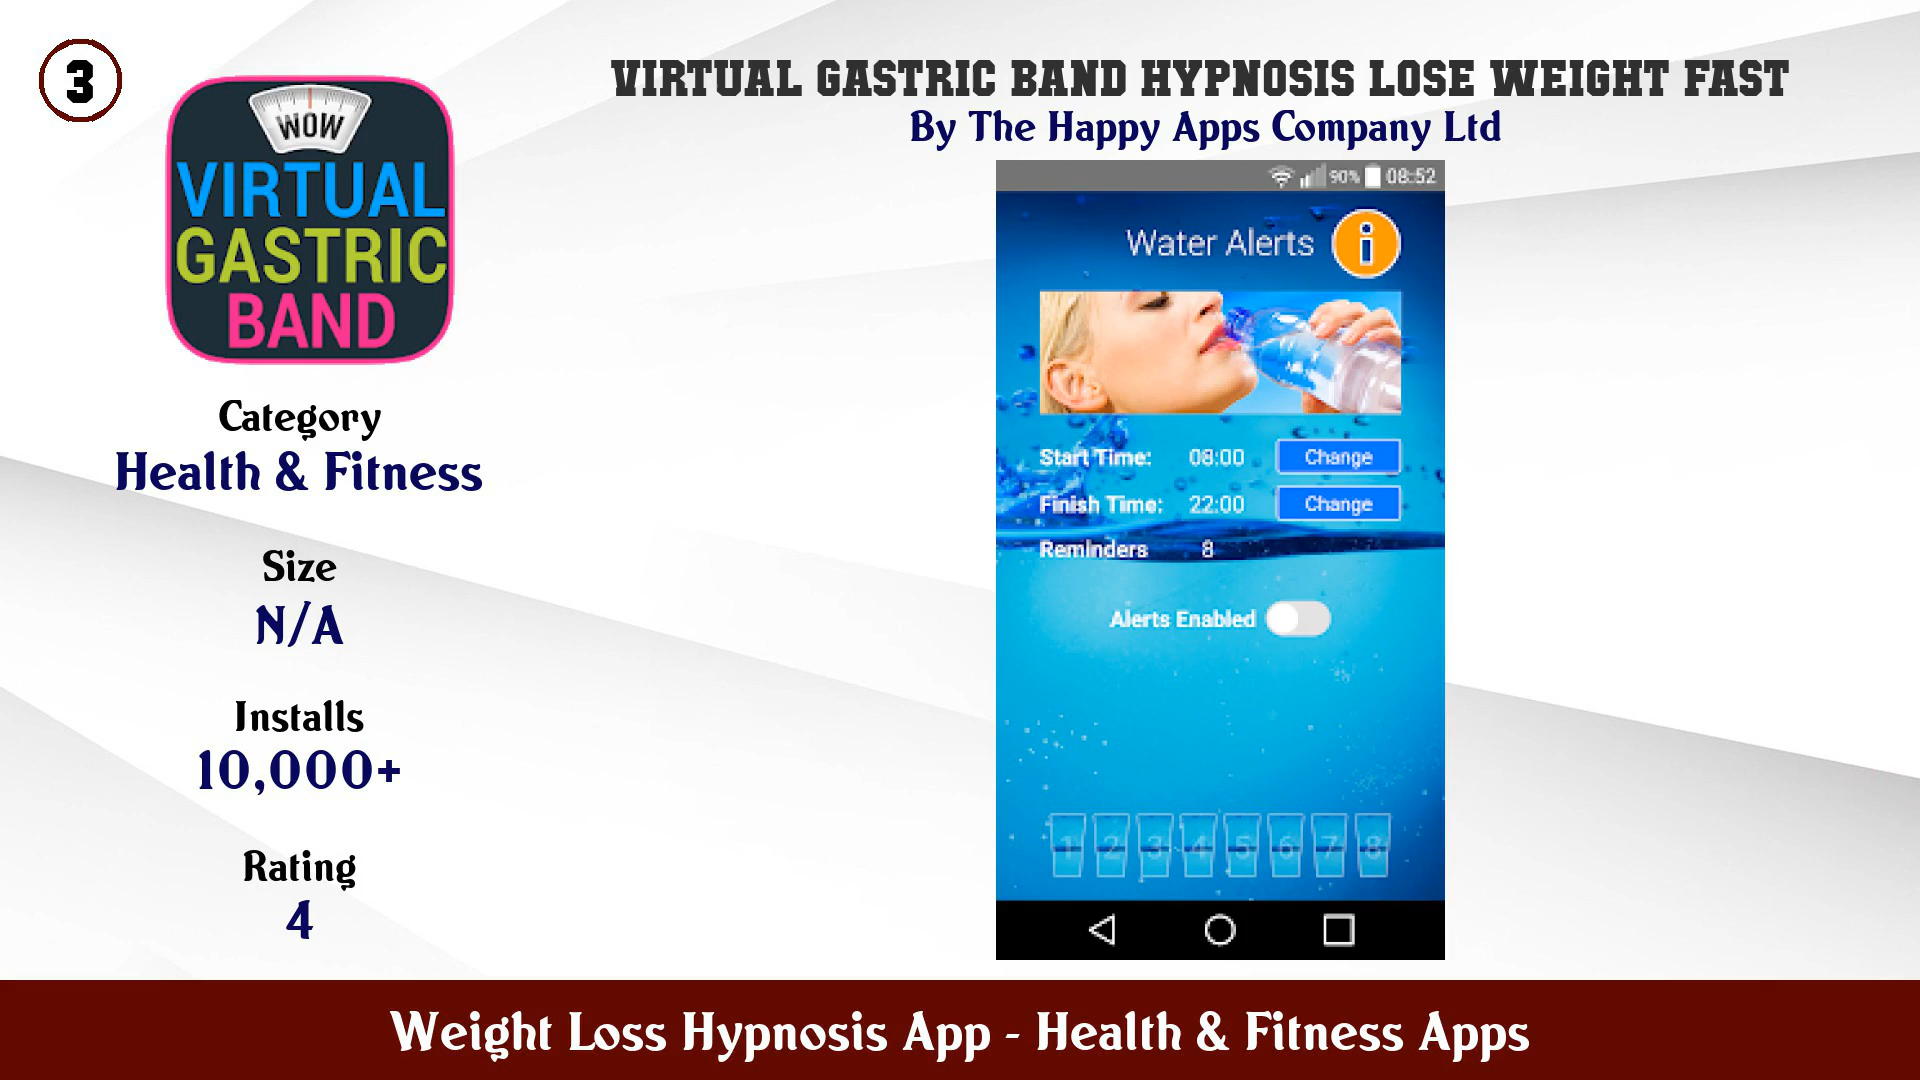 3
VIRTUAL GASTRIC BAND HYPNOSIS LOSE WEIGHT FAST
By The Happy Apps Company Ltd
WOW
VIRTUAL
GASTRIC
BAND
Category
Health & Fitness
Size
N/A
Installs
10,000+
Rating
4
90% 08:52
Water Alerts i
Start Time: 08:00 Change
Finish Time: 22:00 Change
Reminders 8
Alerts Enabled
1 2 3 4 5 6 7 8
Weight Loss Hypnosis App - Health & Fitness Apps